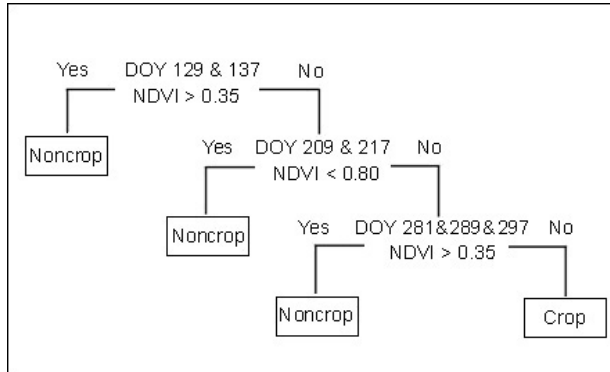 Yes DOY 129 & 137 No
NDVI > 0.35
Noncrop
Yes DOY 209 & 217 No
NDVI < 0.80
Noncrop
Yes DOY 281&289&297 No
NDVI > 0.35
Noncrop
Crop